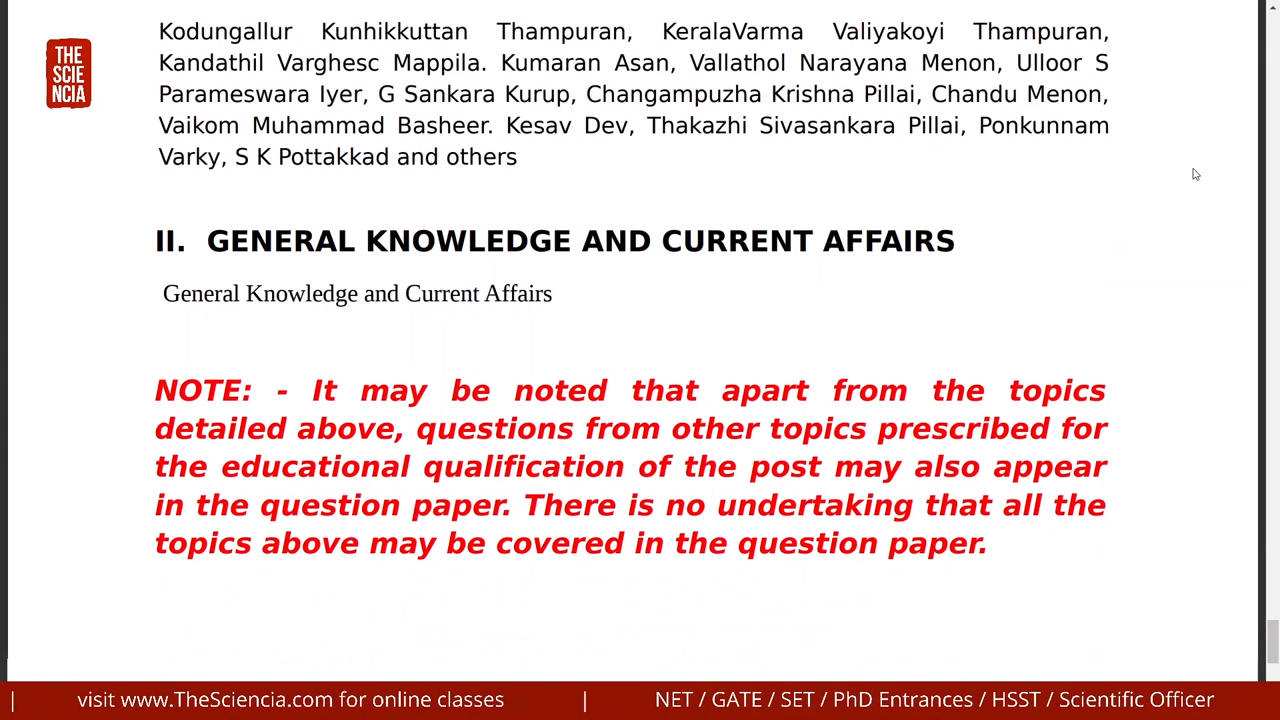 Kodungallur Kunhikkuttan Thampuran, KeralaVarma Valiyakoyi Thampuran,
Kandathil Varghesc Mappila. Kumaran Asan, Vallathol Narayana Menon, Ulloor S
Parameswara Iyer, G Sankara Kurup, Changampuzha Krishna Pillai, Chandu Menon,
Vaikom Muhammad Basheer. Kesav Dev, Thakazhi Sivasankara Pillai, Ponkunnam
Varky, S K Pottakkad and others
THE
SCIE
NCIA
II. GENERAL KNOWLEDGE AND CURRENT AFFAIRS
General Knowledge and Current Affairs
NOTE: - It may be noted that apart from the topics
detailed above, questions from other topics prescribed for
the educational qualification of the post may also appear
in the question paper. There is no undertaking that all the
topics above may be covered in the question paper.
| visit www.TheSciencia.com for online classes | NET / GATE / SET / PhD Entrances / HSST / Scientific Officer